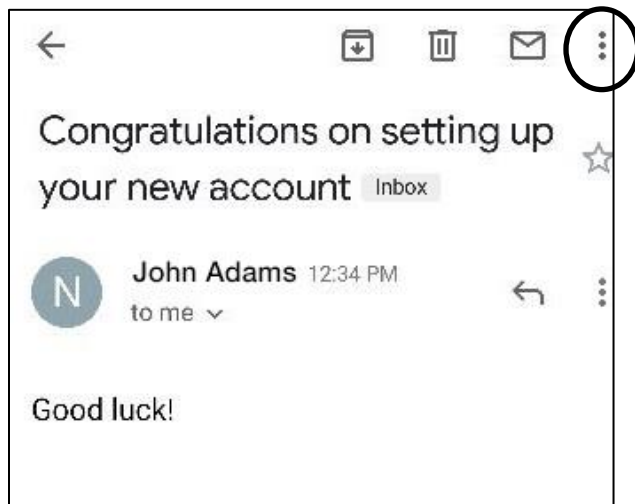 Congratulations on setting up
your new account Inbox
N
John Adams 12:34 PM
to me
Good luck!